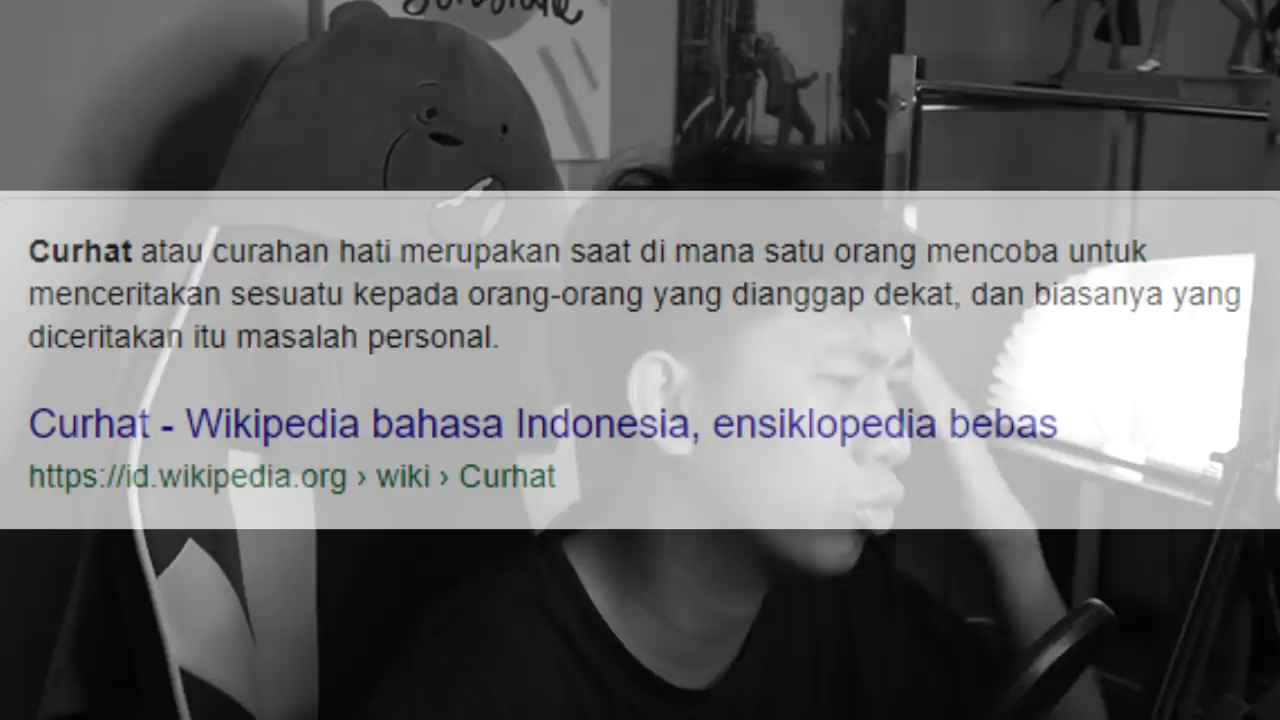 Curhat atau curahan hati merupakan saat di mana satu orang mencoba untuk
menceritakan sesuatu kepada orang-orang yang dianggap dekat, dan biasanya yang
diceritakan itu masalah personal.
Curhat - Wikipedia bahasa Indonesia, ensiklopedia bebas
https://id.wikipedia.org › wiki › Curhat